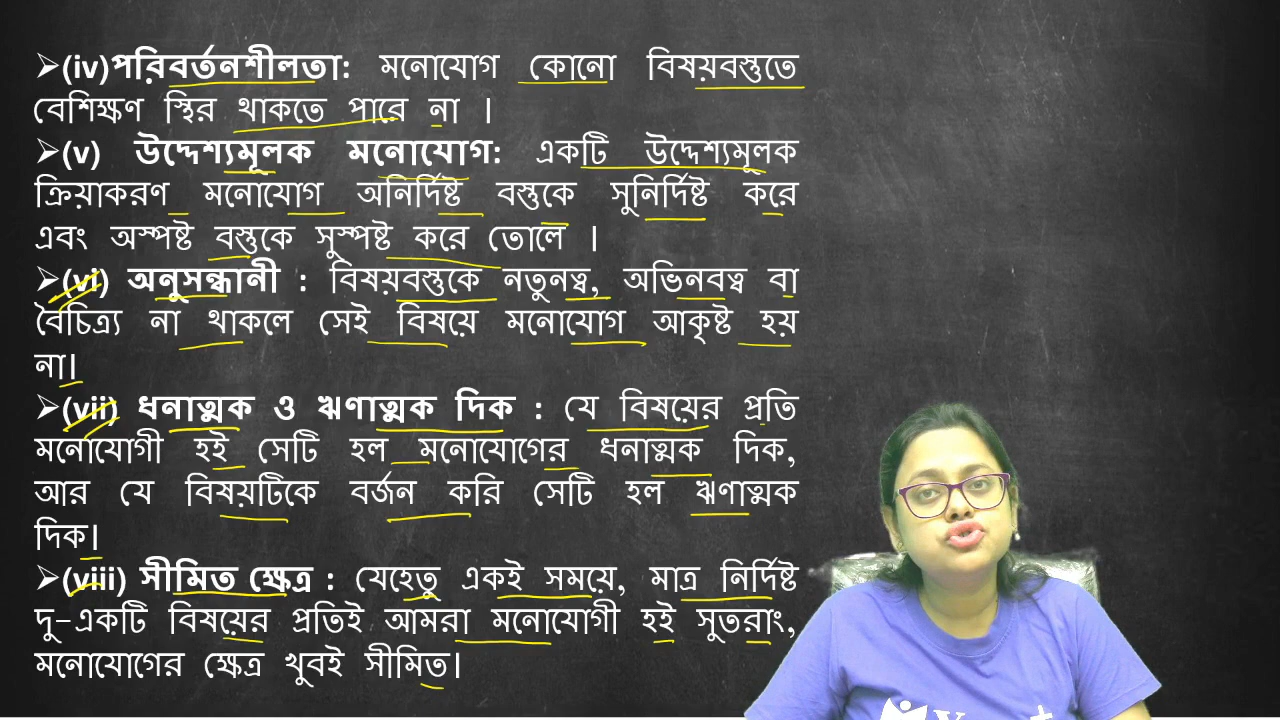 ➤(iv)পরিবর্তনশীলতা: মনোযোগ কোনো বিষয়বস্তুতে
বেশিক্ষণ স্থির থাকতে পারে না ।
➤(v) উদ্দেশ্যমূলক মনোযোগ: একটি উদ্দেশ্যমূলক
ক্রিয়াকরণ মনোযোগ অনির্দিষ্ট বস্তুকে সুনির্দিষ্ট করে
এবং অস্পষ্ট বস্তুকে সুস্পষ্ট করে তোলে ।
➤(vi) অনুসন্ধানী : বিষয়বস্তুকে নতুনত্ব, অভিনবত্ব বা
বৈচিত্র্য না থাকলে সেই বিষয়ে মনোযোগ আকৃষ্ট হয়
না।
➤(vii) ধনাত্মক ও ঋণাত্মক দিক : যে বিষয়ের প্রতি
মনোযোগী হই সেটি হল মনোযোগের ধনাত্মক দিক,
আর যে বিষয়টিকে বর্জন করি সেটি হল ঋণাত্মক
দিক।
➤(viii) সীমিত ক্ষেত্র : যেহেতু একই সময়ে, মাত্র নির্দিষ্ট
দু-একটি বিষয়ের প্রতিই আমরা মনোযোগী হই সুতরাং,
মনোযোগের ক্ষেত্র খুবই সীমিত।